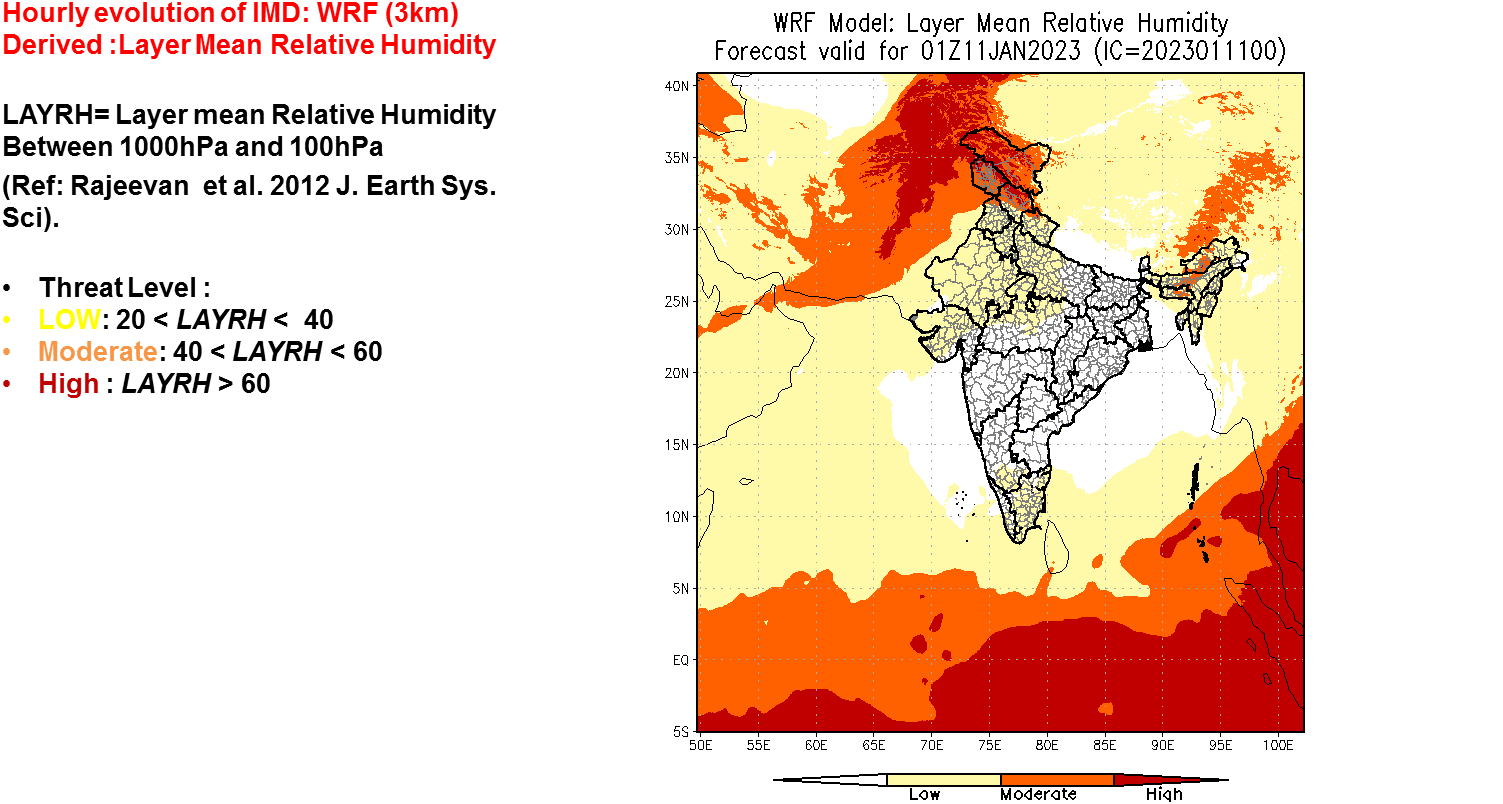 Hourly evolution of IMD: WRF (3km)
Derived :Layer Mean Relative Humidity
LAYRH= Layer mean Relative Humidity
Between 1000hPa and 100hPa
(Ref: Rajeevan et al. 2012 J. Earth Sys.
Sci).
• Threat Level :
• LOW: 20 < LAYRH < 40
• Moderate: 40 < LAYRH < 60
• High : LAYRH > 60
WRF Model: Layer Mean Relative Humidity
Forecast valid for 01Z11JAN2023 (IC=2023011100)
40N
35N
30N
25N
20N
15N
10N
5N
EQ
5S
50E 55E 60E 65E 70E 75E 80E 85E 90E 95E 100E
Low Moderate High